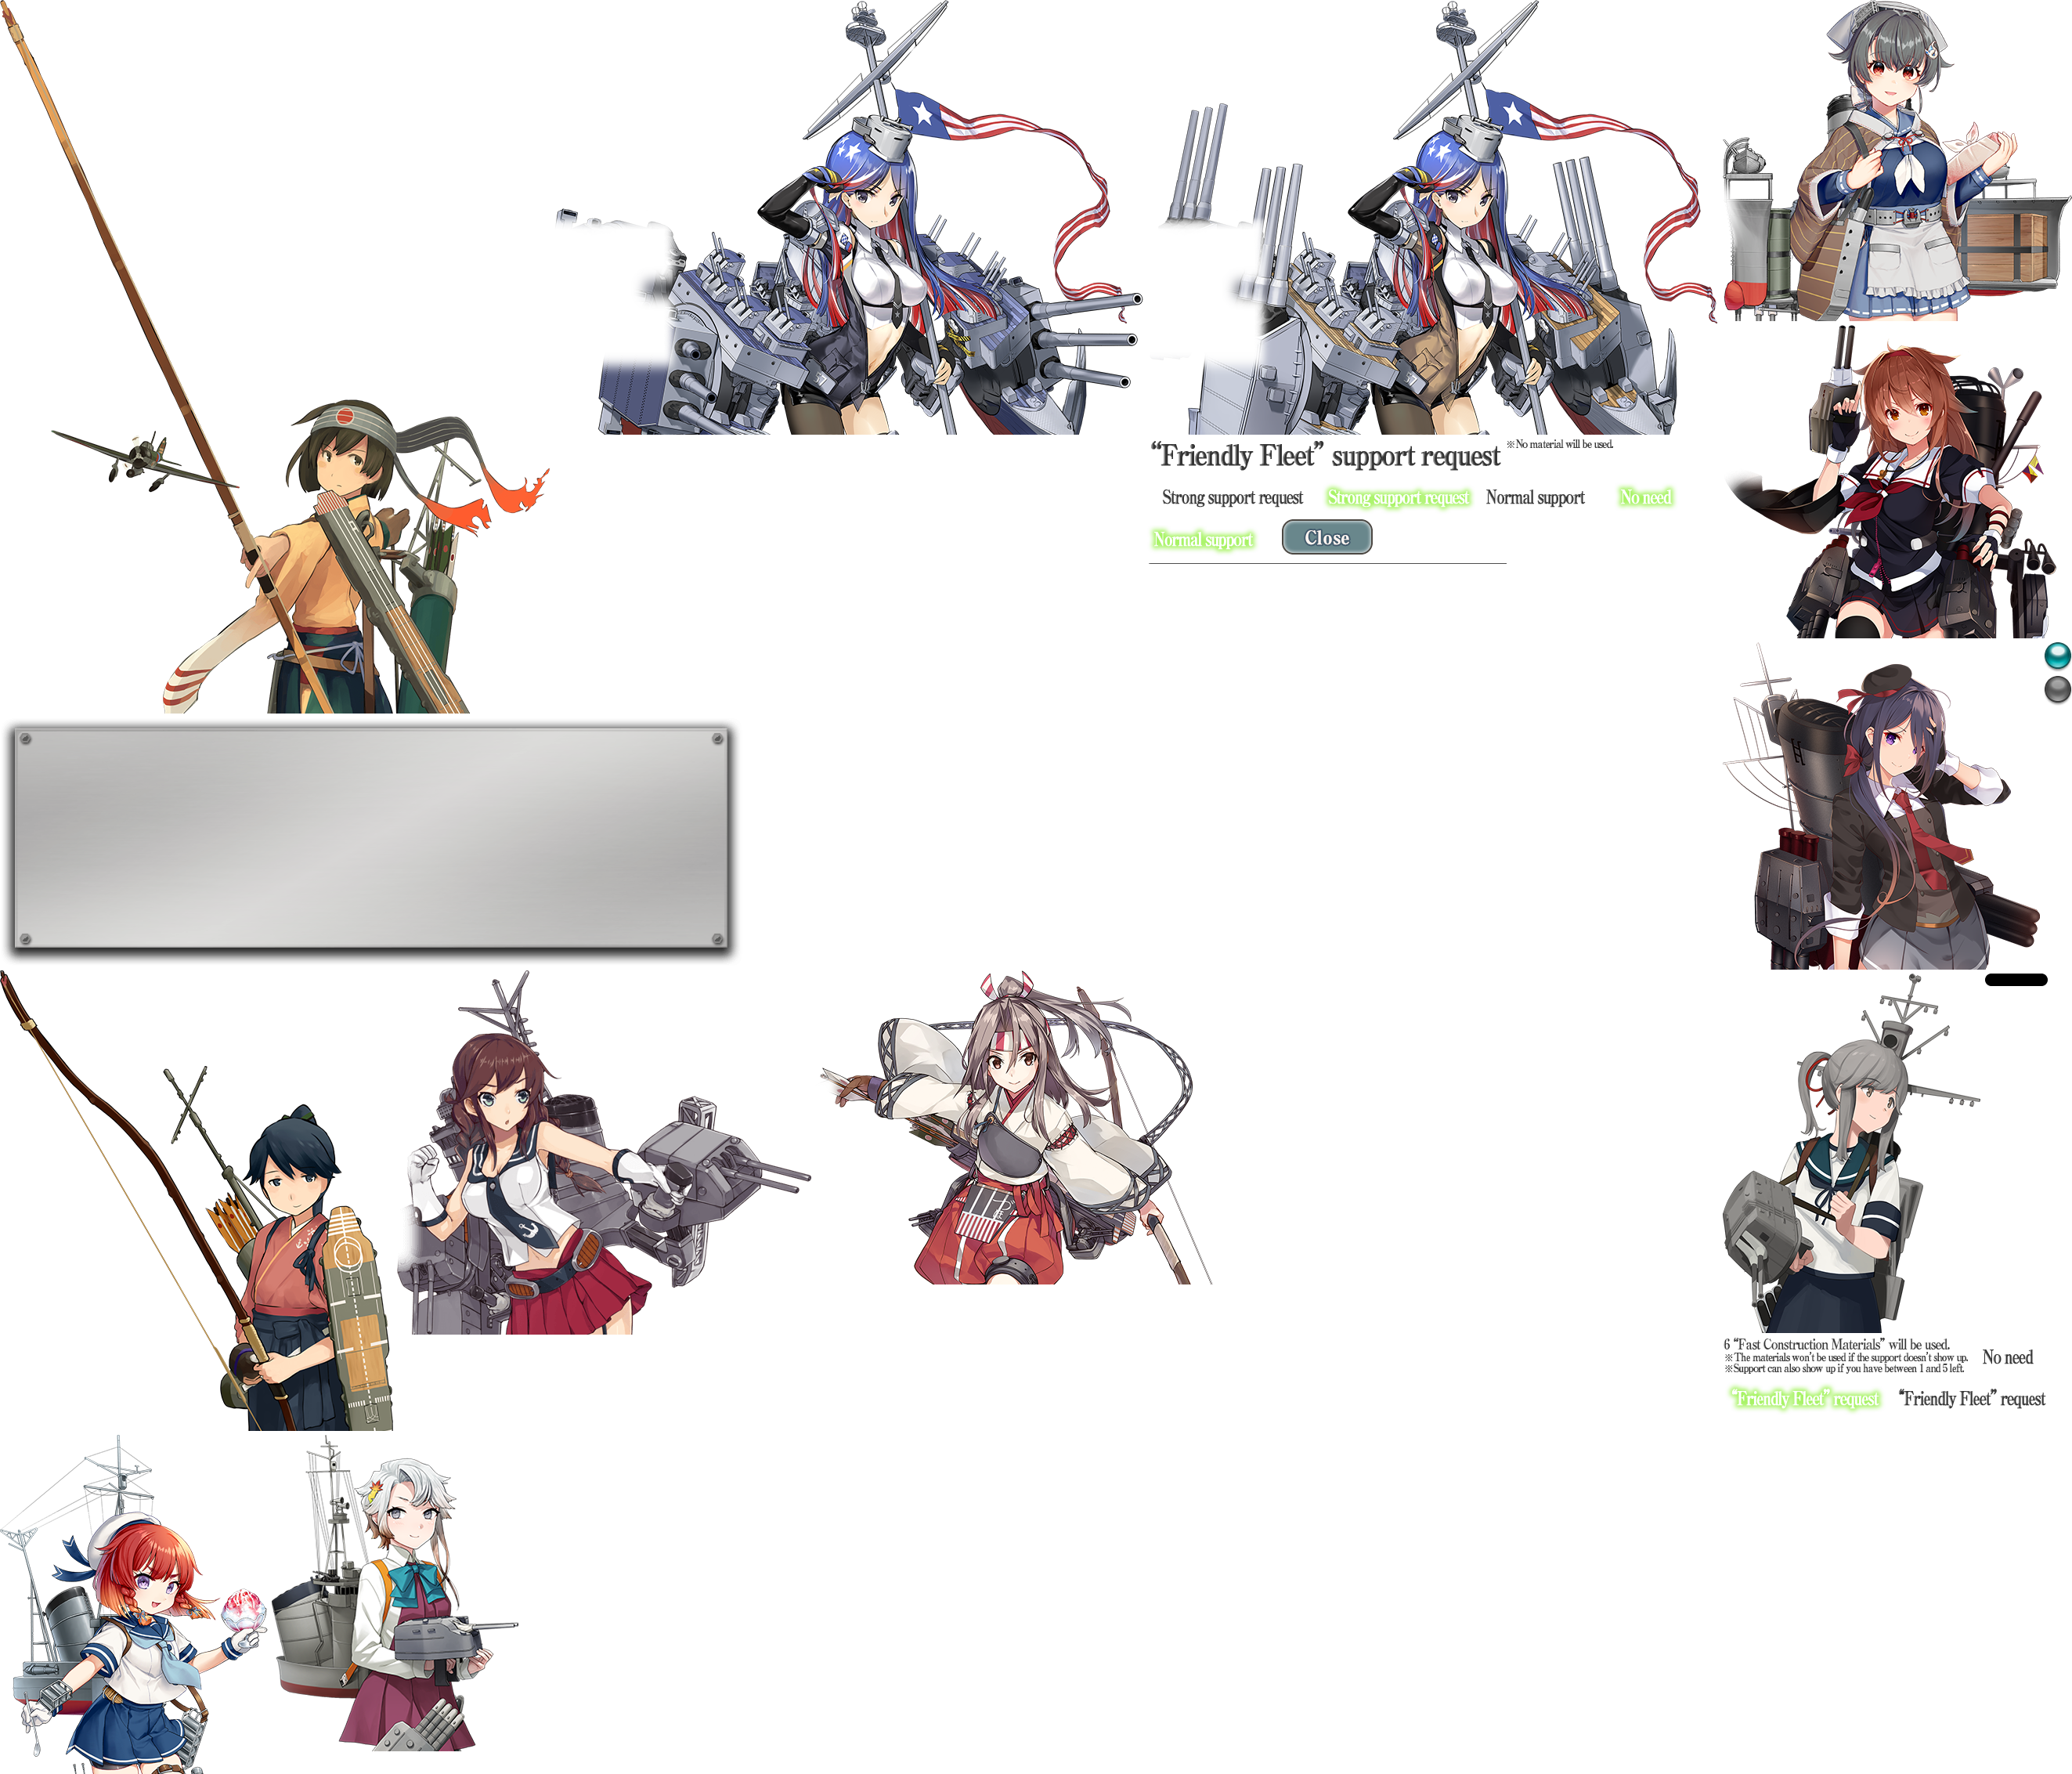 “Friendly Fleet” support request
※No material will be used.
Strong support request
Strong support request
Normal support
No need
Normal support
Close
6 “Fast Construction Materials” will be used.
※The materials won't be used if the support doesn't show up.
※Support can also show up if you have between 1 and 5 left.
No need
“Friendly Fleet” request
“Friendly Fleet” request